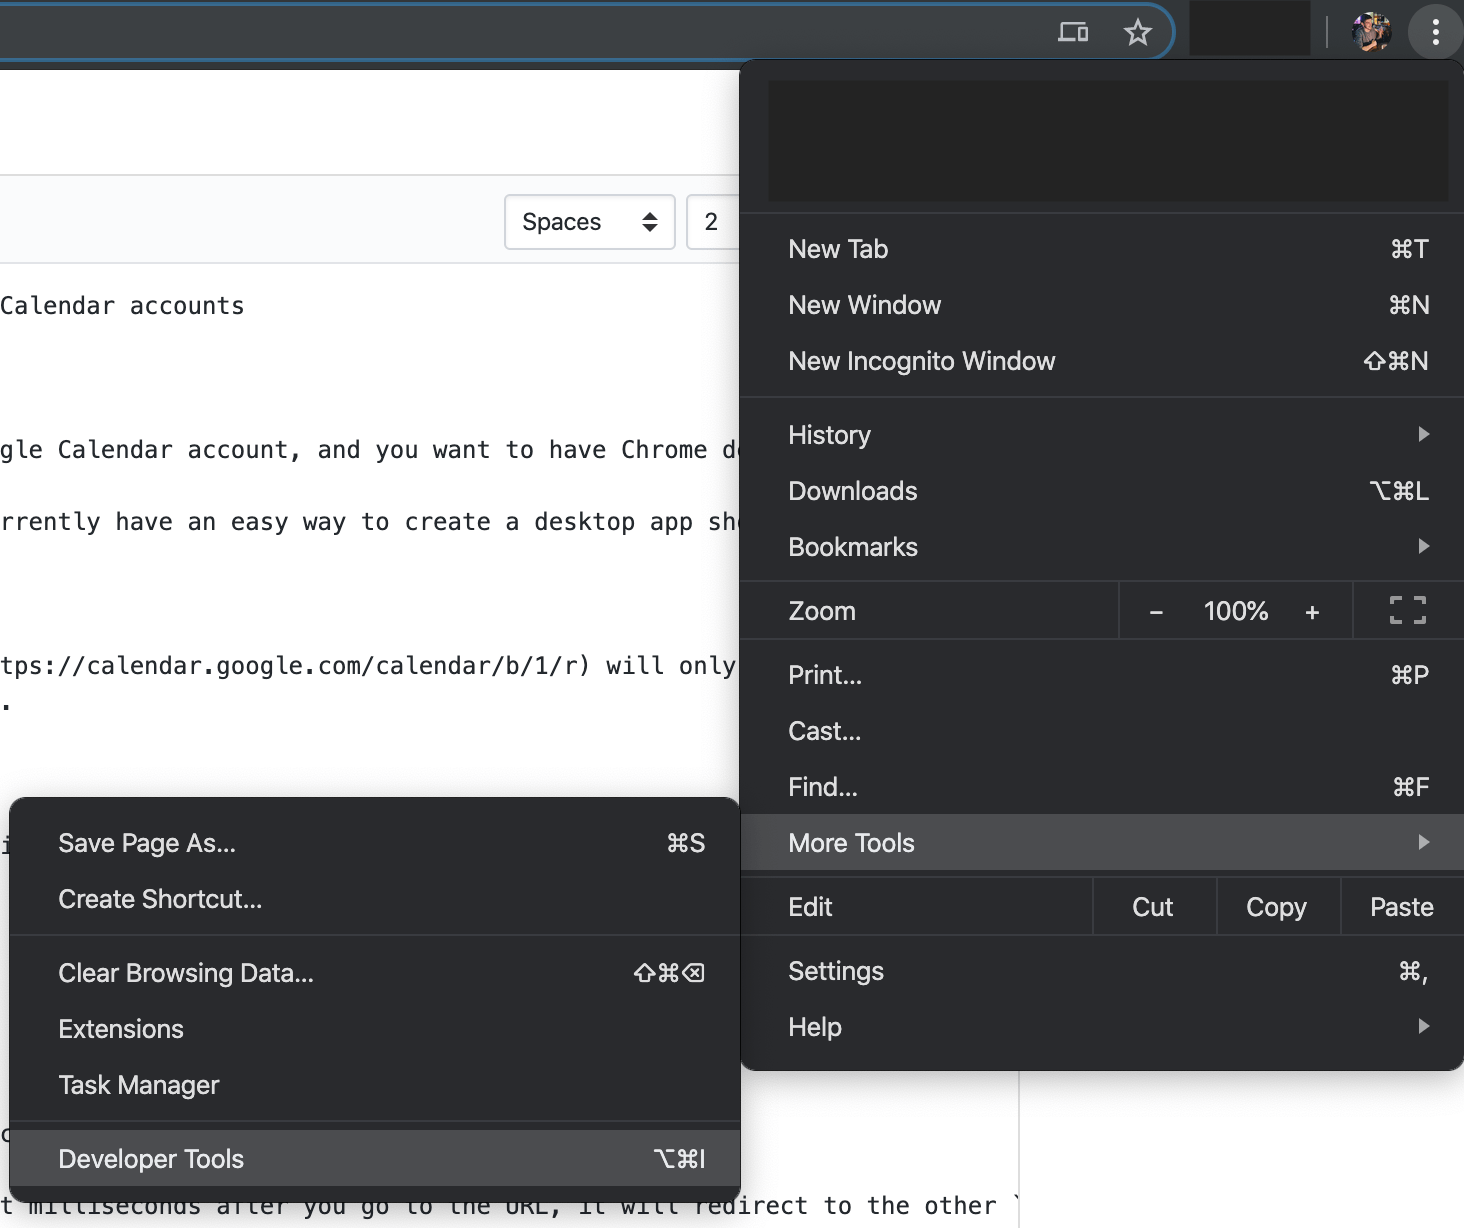 Spaces
2
Calendar accounts
gle Calendar account, and you want to have Chrome
rrently have an easy way to create a desktop app
tps://calendar.google.com/calendar/b/1/r) will only
.
t milliseconds after you go to the URL, it will redirect to the other `
New Tab ⌘T
New Window ⌘N
New Incognito Window ⇧⌘N
History
Downloads ⌥⌘L
Bookmarks
Zoom − 100% +
Print... ⌘P
Cast...
Find... ⌘F
More Tools
Edit Cut Copy Paste
Settings ⌘,
Help
Save Page As... ⌘S
Create Shortcut...
Clear Browsing Data... ⇧⌘⌫
Extensions
Task Manager
Developer Tools ⌥⌘I